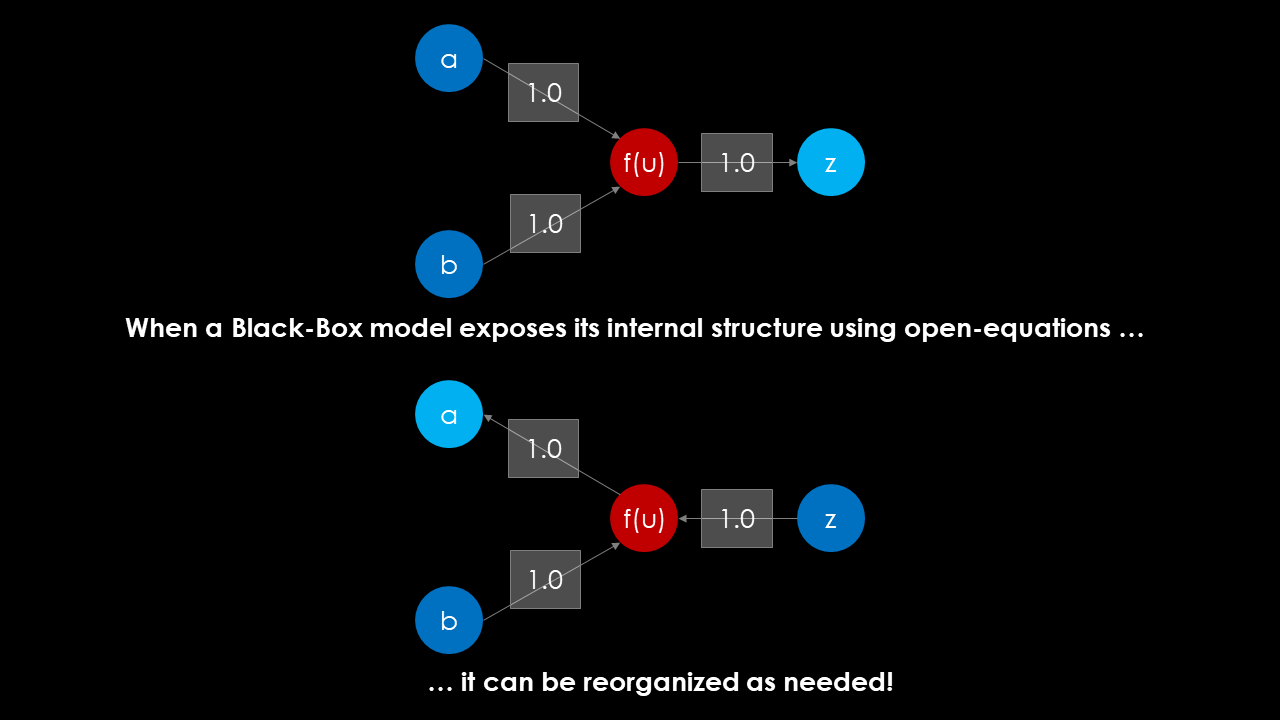 a
1.0
f(u)
1.0
z
1.0
b
When a Black-Box model exposes its internal structure using open-equations …
a
1.0
f(u)
1.0
z
1.0
b
… it can be reorganized as needed!